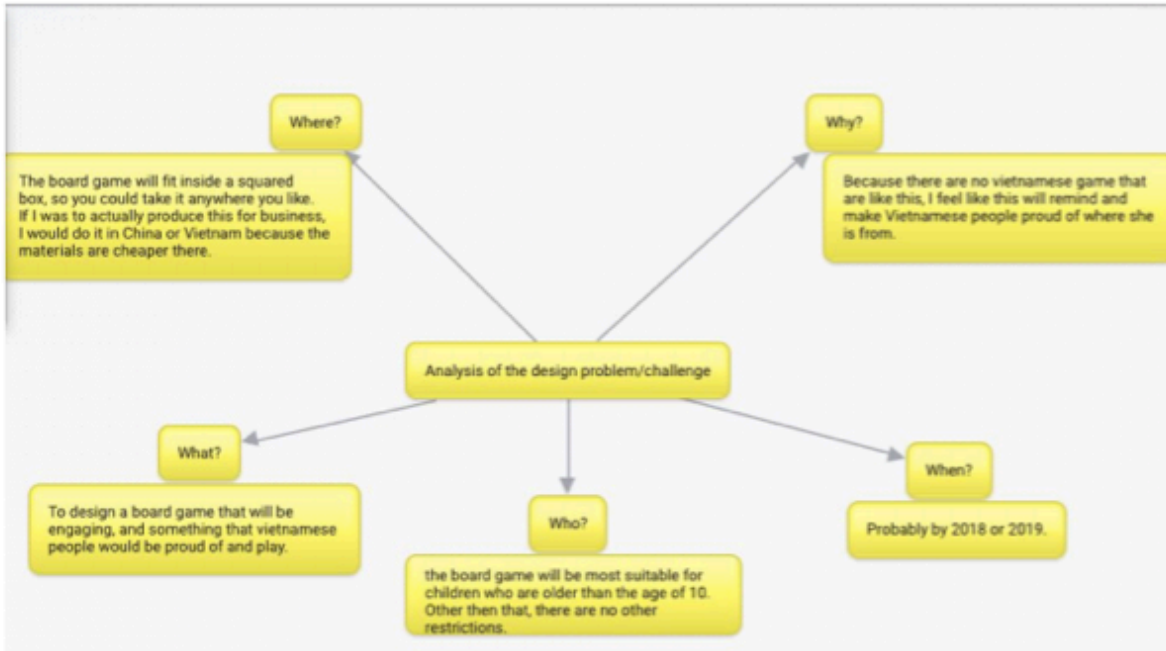 Where?
The board game will fit inside a squared
box, so you could take it anywhere you like.
If I was to actually produce this for business,
I would do it in China or Vietnam because the
materials are cheaper there.
Why?
Because there are no vietnamese game that
are like this, I feel like this will remind and
make Vietnamese people proud of where she
is from.
Analysis of the design problem/challenge
What?
To design a board game that will be
engaging, and something that vietnamese
people would be proud of and play.
Who?
the board game will be most suitable for
children who are older than the age of 10.
Other then that, there are no other
restrictions.
When?
Probably by 2018 or 2019.